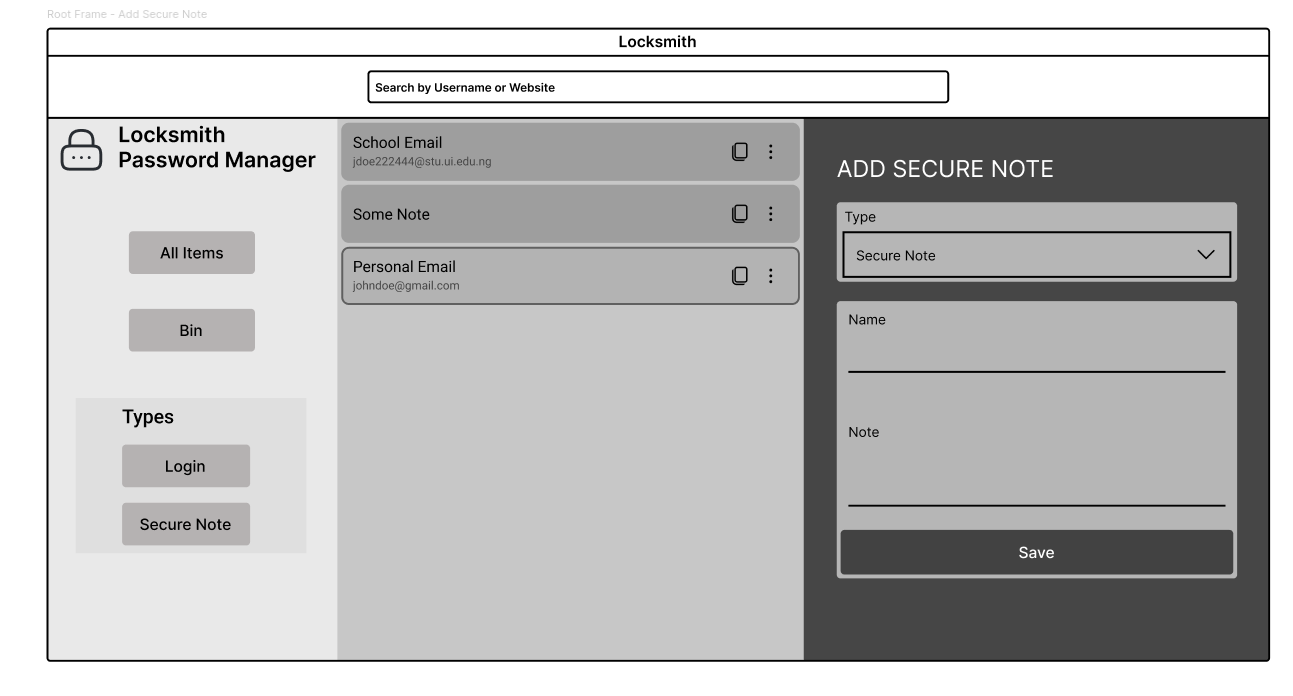 Root Frame - Add Secure Note
Locksmith
Search by Username or Website
Locksmith
Password Manager
All Items
Bin
Types
Login
Secure Note
School Email
jdoe222444@stu.ui.edu.ng
Some Note
Personal Email
johndoe@gmail.com
ADD SECURE NOTE
Type
Secure Note
Name
Note
Save